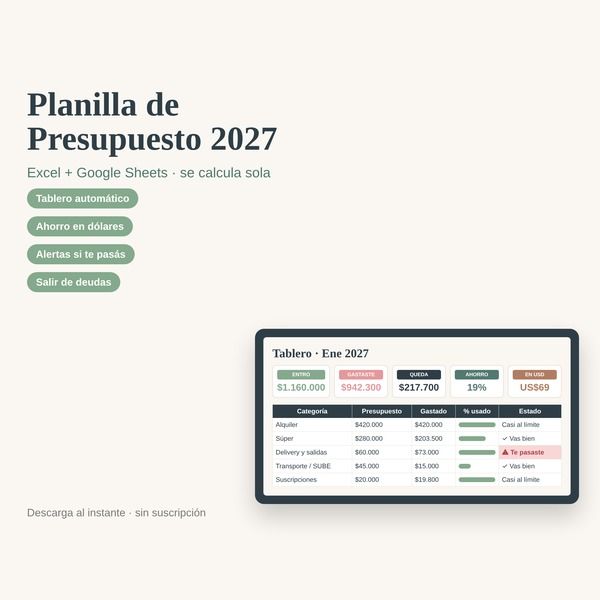 Planilla de
Presupuesto 2027
Excel + Google Sheets · se calcula sola
Tablero automático
Ahorro en dólares
Alertas si te pasás
Salir de deudas
Tablero · Ene 2027
ENTRO GASTASTE QUEDA AHORRO EN USD
$1.160.000 $942.300 $217.700 19% US$69
Categoría Presupuesto Gastado % usado Estado
Alquiler $420.000 $420.000 Casi al límite
Súper $280.000 $203.500 ✓ Vas bien
Delivery y salidas $60.000 $73.000 ⚠ Te pasaste
Transporte / SUBE $45.000 $15.000 ✓ Vas bien
Suscripciones $20.000 $19.800 Casi al límite
Descarga al instante · sin suscripción